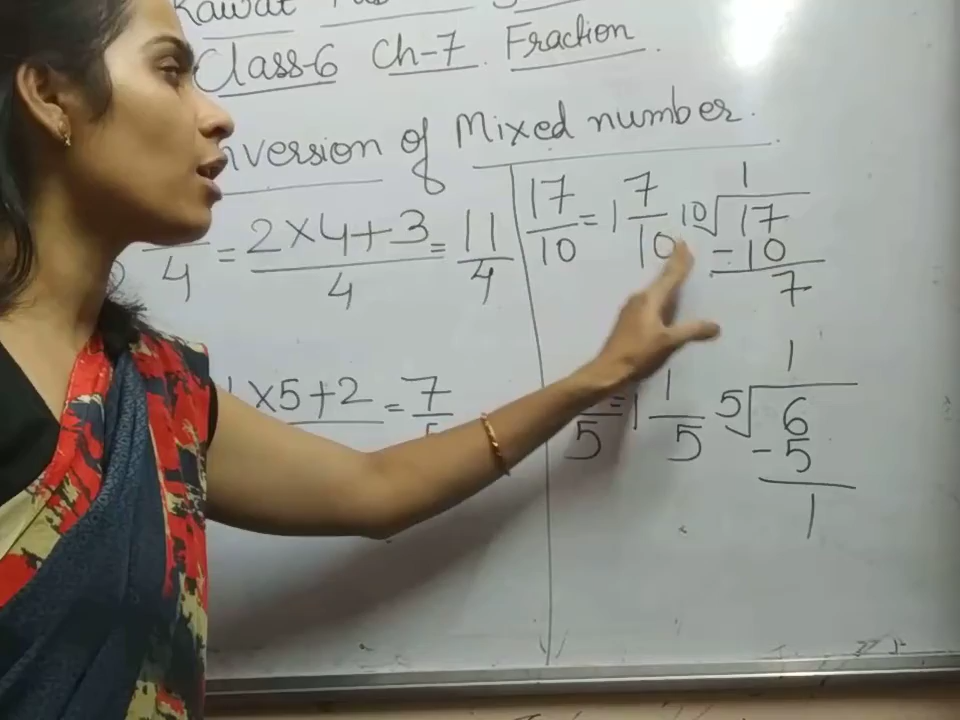 Rawat
Class-6 Ch-7. Fraction.
nversion of Mixed number.
4 = 2×4+3/4 = 11/4
17/10 = 1 7/10
1
10√17
-10
7
×5+2 = 7/5
5 = 1 1/5
1
5√6
-5
1